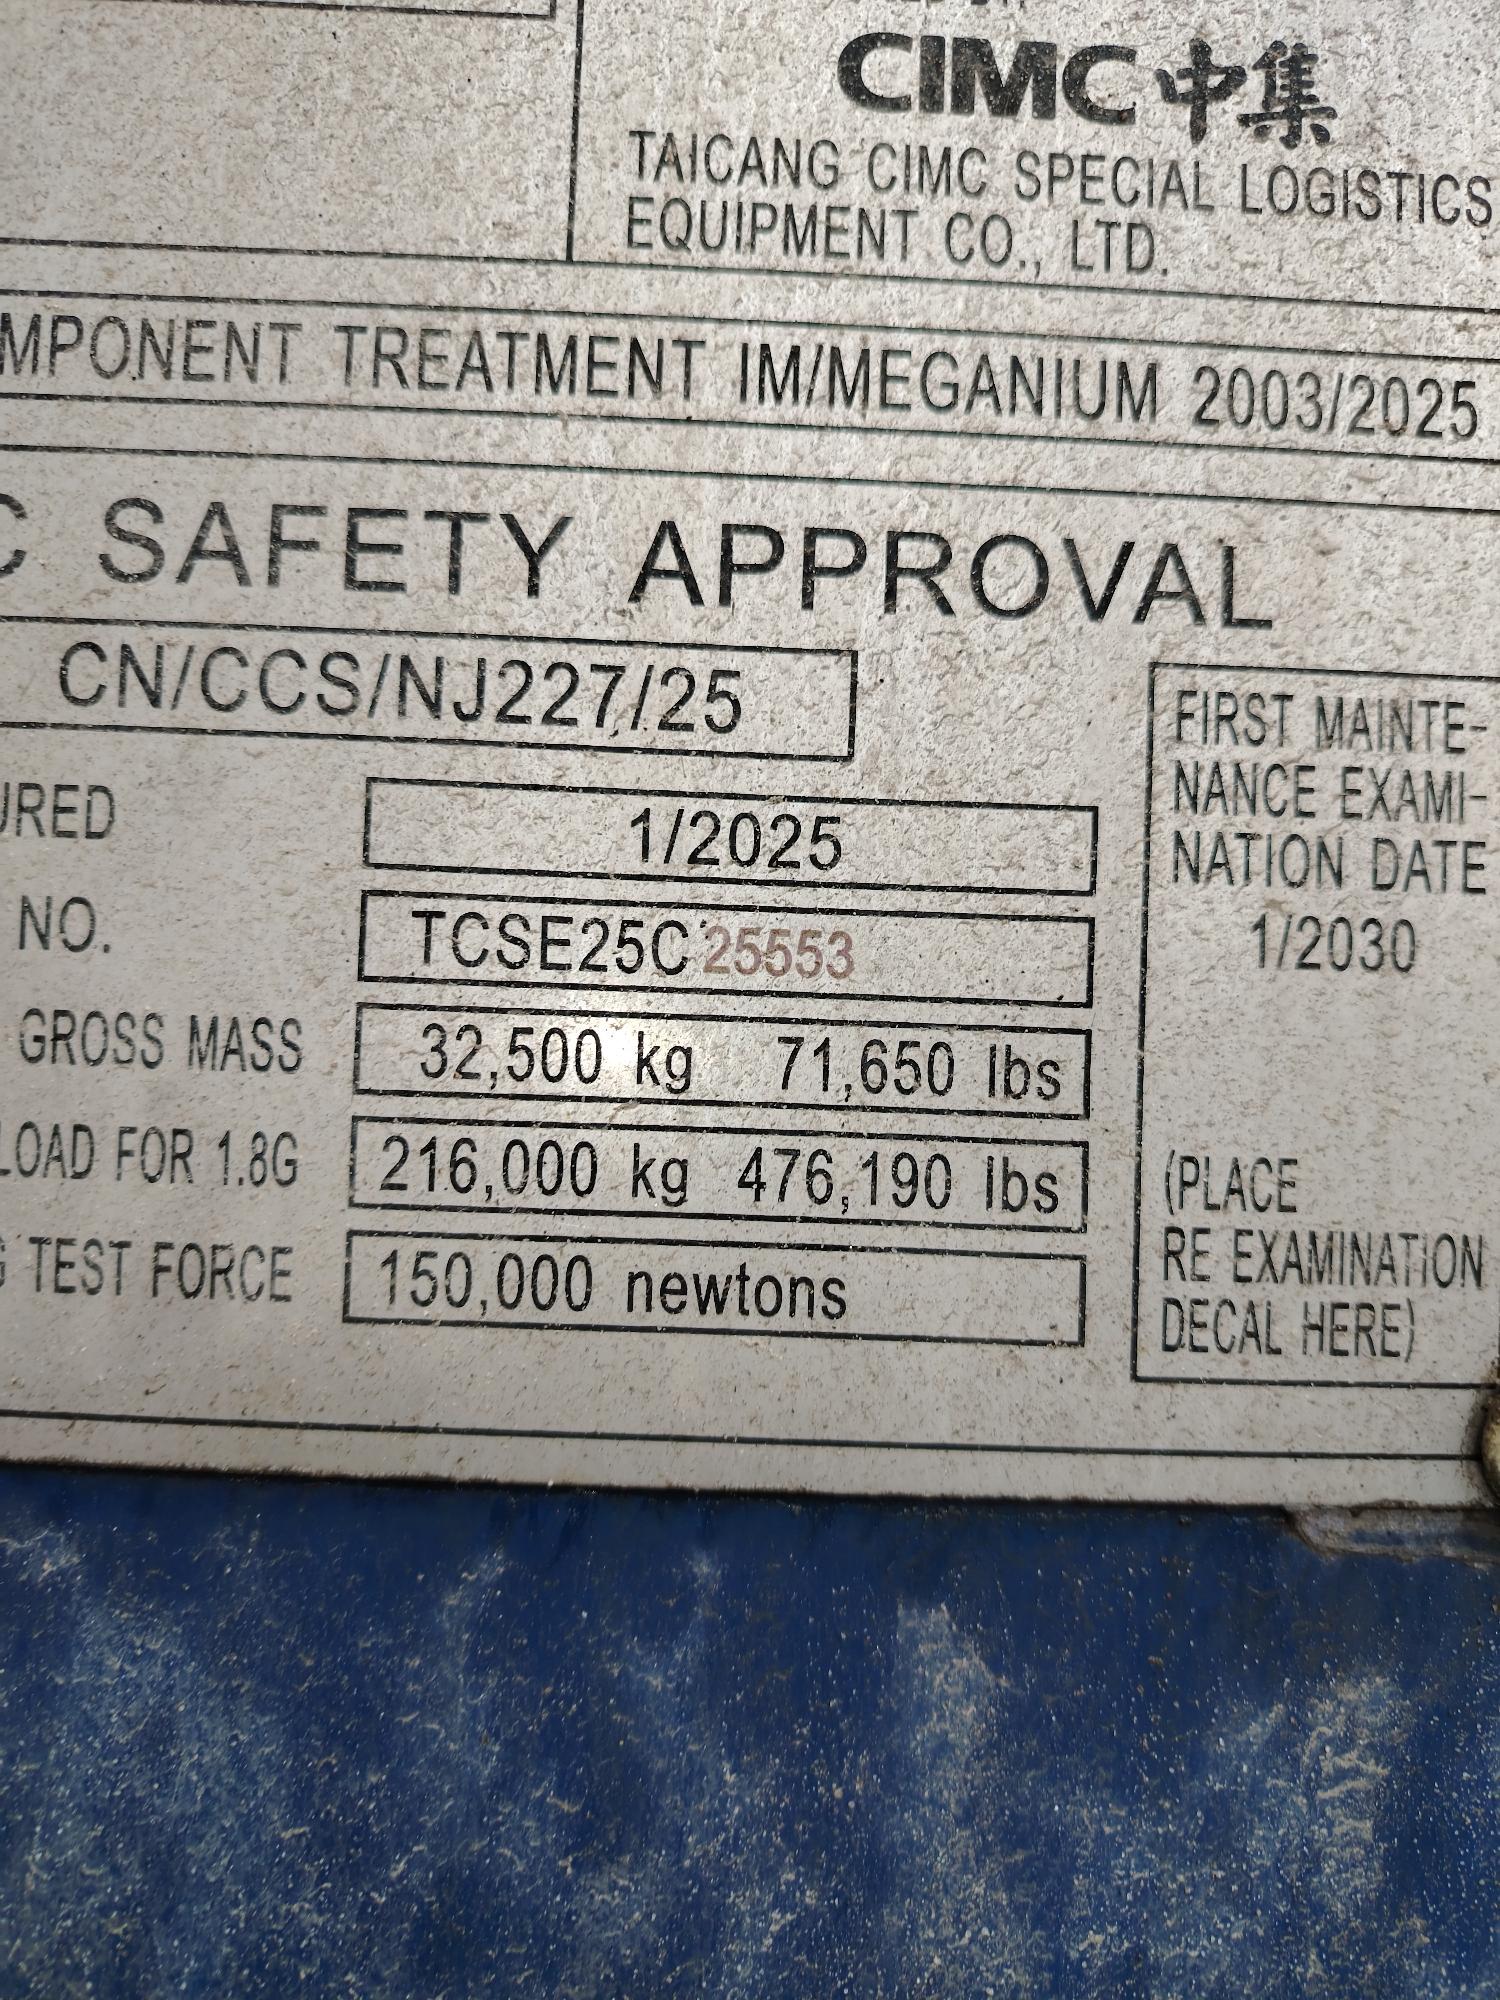 CIMC 中集
TAICANG CIMC SPECIAL LOGISTICS
EQUIPMENT CO., LTD.
MPONENT TREATMENT IM/MEGANIUM 2003/2025
C SAFETY APPROVAL
CN/CCS/NJ227/25
URED 1/2025
NO. TCSE25C 25553
GROSS MASS 32,500 kg 71,650 lbs
LOAD FOR 1.8G 216,000 kg 476,190 lbs
G TEST FORCE 150,000 newtons
FIRST MAINTE-
NANCE EXAMI-
NATION DATE
1/2030
(PLACE
RE EXAMINATION
DECAL HERE)